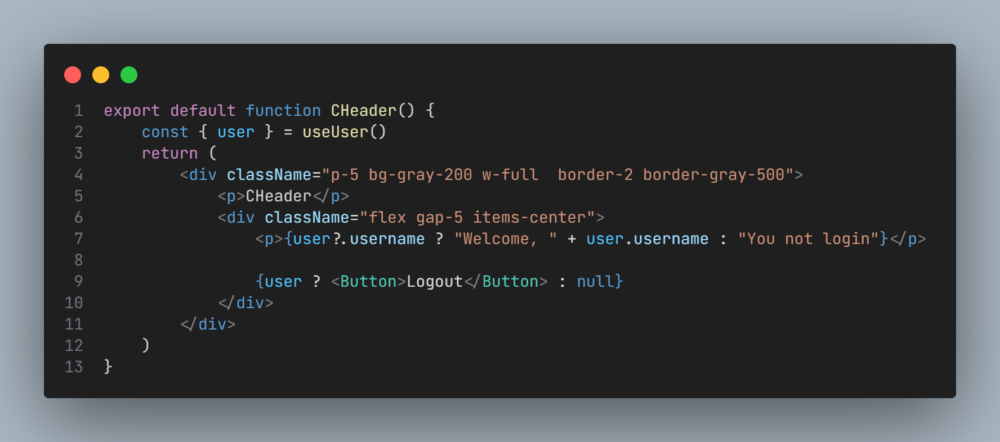 1 export default function CHeader() {
2     const { user } = useUser()
3     return (
4         <div className="p-5 bg-gray-200 w-full  border-2 border-gray-500">
5             <p>CHeader</p>
6             <div className="flex gap-5 items-center">
7                 <p>{user?.username ? "Welcome, " + user.username : "You not login"}</p>
8
9                 {user ? <Button>Logout</Button> : null}
10             </div>
11         </div>
12     )
13 }